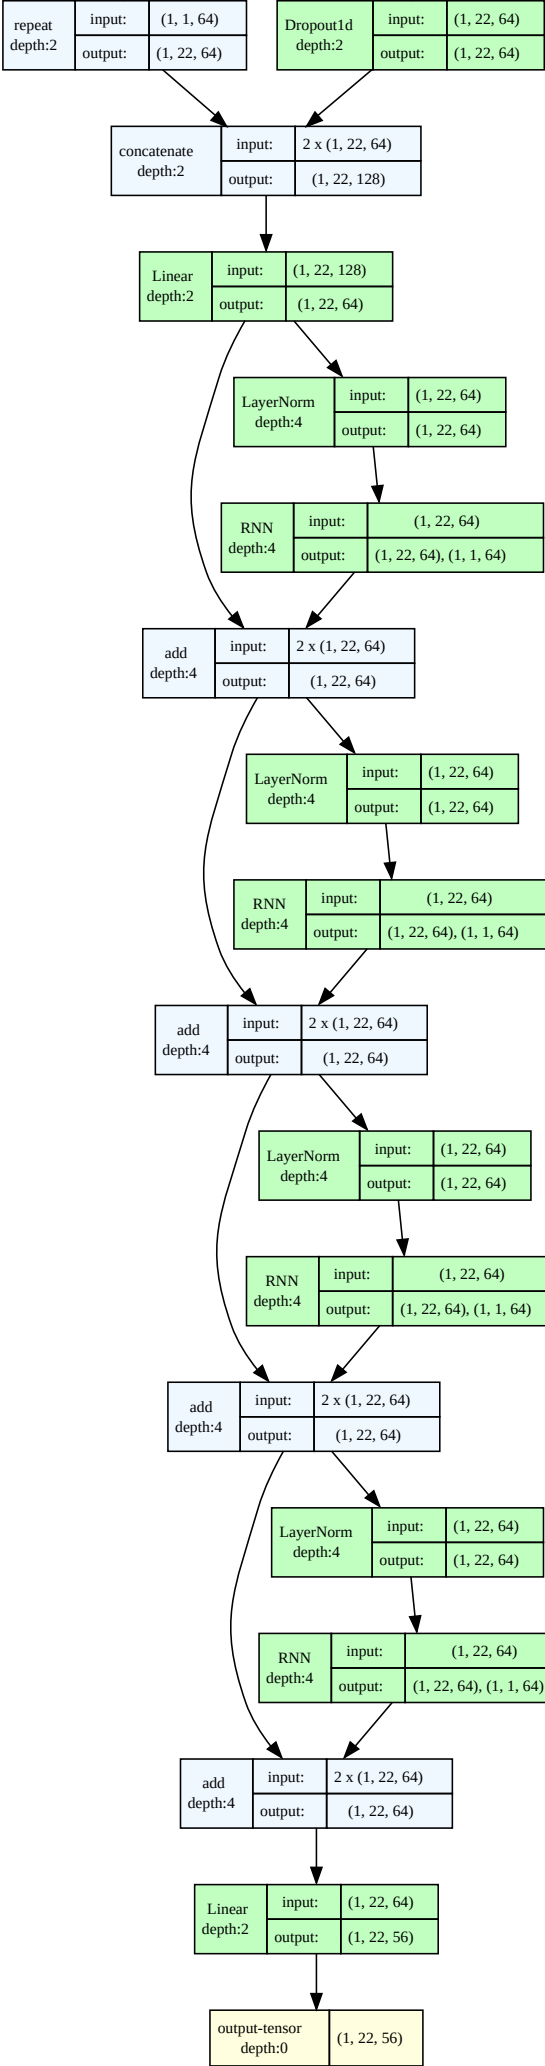 repeat
depth:2
input:
(1, 1, 64)
output:
(1, 22, 64)
Dropout1d
depth:2
input:
(1, 22, 64)
output:
(1, 22, 64)
concatenate
depth:2
input:
2 x (1, 22, 64)
output:
(1, 22, 128)
Linear
depth:2
input:
(1, 22, 128)
output:
(1, 22, 64)
LayerNorm
depth:4
input:
(1, 22, 64)
output:
(1, 22, 64)
RNN
depth:4
input:
(1, 22, 64)
output:
(1, 22, 64), (1, 1, 64)
add
depth:4
input:
2 x (1, 22, 64)
output:
(1, 22, 64)
LayerNorm
depth:4
input:
(1, 22, 64)
output:
(1, 22, 64)
RNN
depth:4
input:
(1, 22, 64)
output:
(1, 22, 64), (1, 1, 64)
add
depth:4
input:
2 x (1, 22, 64)
output:
(1, 22, 64)
LayerNorm
depth:4
input:
(1, 22, 64)
output:
(1, 22, 64)
RNN
depth:4
input:
(1, 22, 64)
output:
(1, 22, 64), (1, 1, 64)
add
depth:4
input:
2 x (1, 22, 64)
output:
(1, 22, 64)
LayerNorm
depth:4
input:
(1, 22, 64)
output:
(1, 22, 64)
RNN
depth:4
input:
(1, 22, 64)
output:
(1, 22, 64), (1, 1, 64)
add
depth:4
input:
2 x (1, 22, 64)
output:
(1, 22, 64)
Linear
depth:2
input:
(1, 22, 64)
output:
(1, 22, 56)
output-tensor
depth:0
(1, 22, 56)